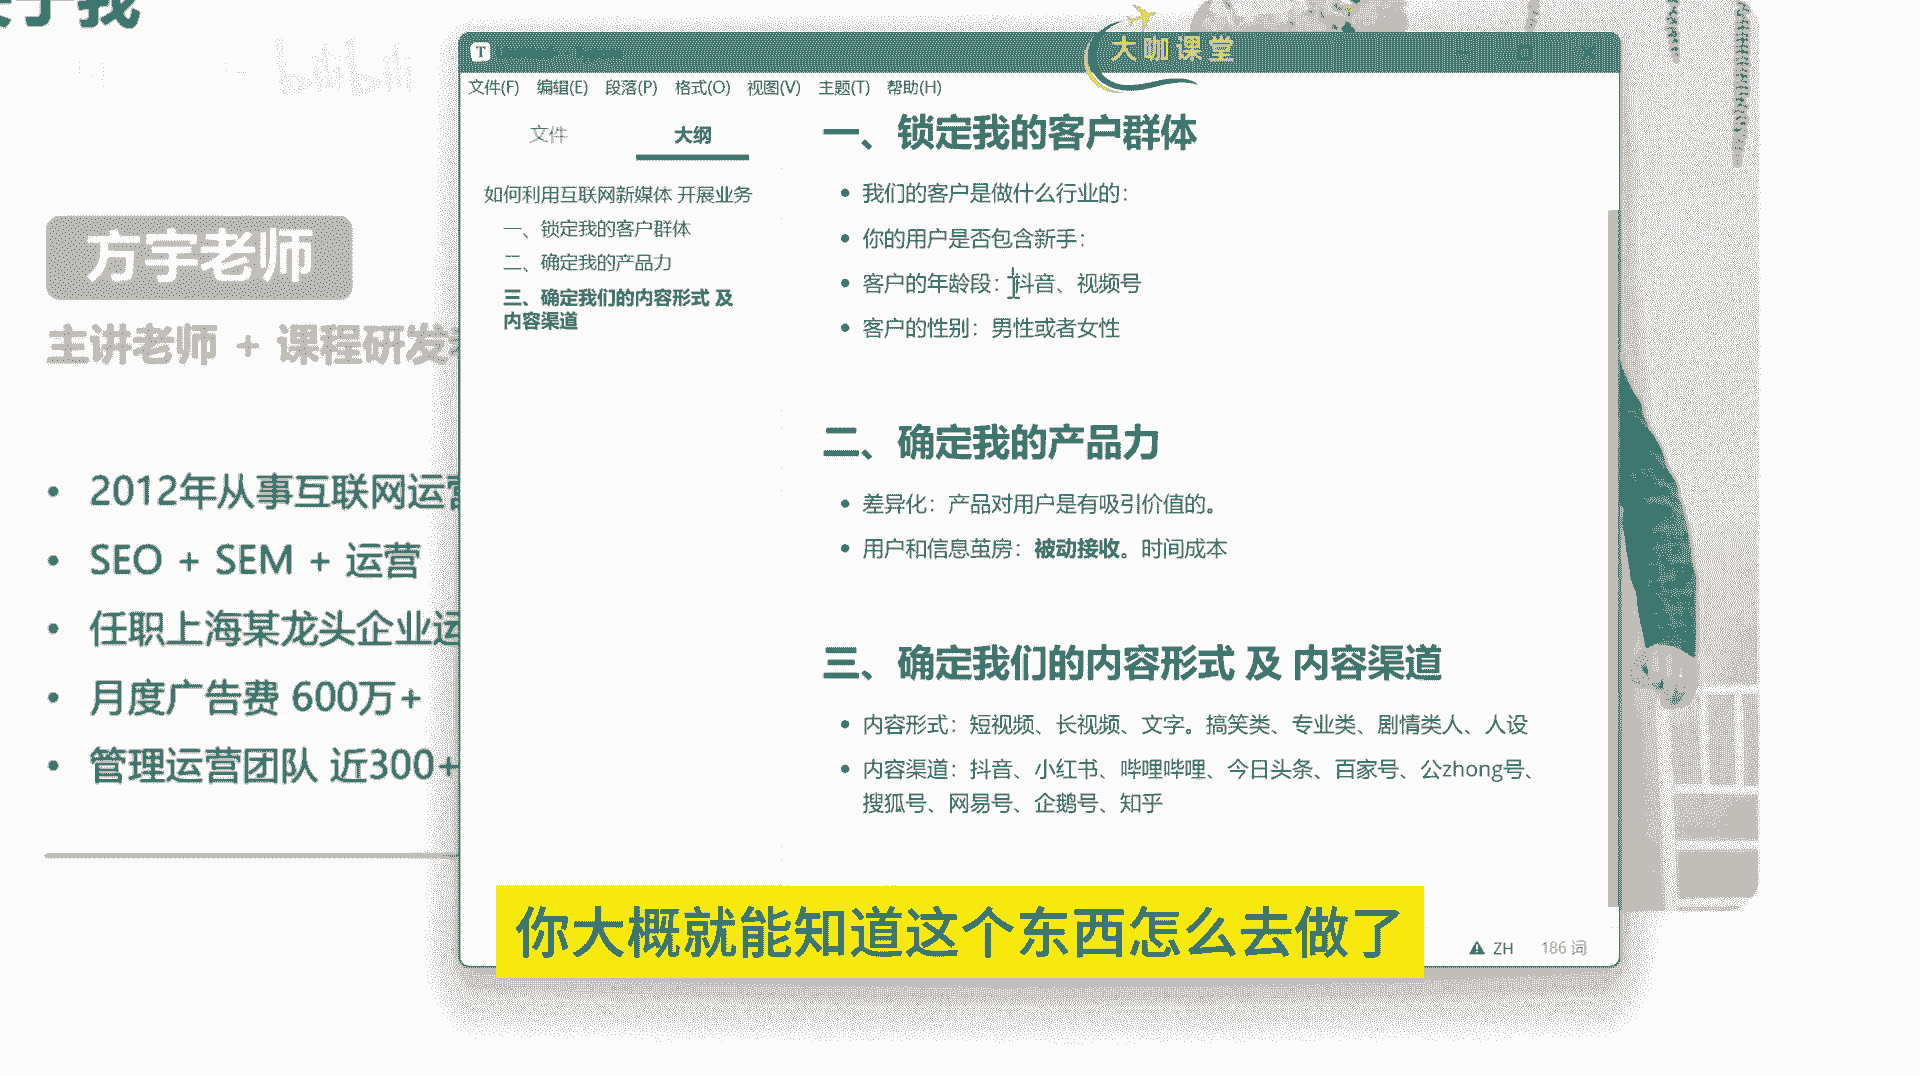 于我
bilibili
大咖课堂
T
文件(F) 编辑(E) 段落(P) 格式(O) 视图(V) 主题(T) 帮助(H)
文件 大纲
如何利用互联网新媒体 开展业务
一、锁定我的客户群体
二、确定我的产品力
三、确定我们的内容形式 及
内容渠道
一、锁定我的客户群体
我们的客户是做什么行业的：
你的用户是否包含新手：
客户的年龄段：抖音、视频号
客户的性别：男性或者女性
二、确定我的产品力
差异化：产品对用户是有吸引价值的。
用户和信息茧房：被动接收。时间成本
三、确定我们的内容形式 及 内容渠道
内容形式：短视频、长视频、文字。搞笑类、专业类、剧情类人、人设
内容渠道：抖音、小红书、哔哩哔哩、今日头条、百家号、公zhong号、
搜狐号、网易号、企鹅号、知乎
ZH 186 词
方宇老师
主讲老师 + 课程研发
2012年从事互联网运营
SEO + SEM + 运营
任职上海某龙头企业运
月度广告费 600万+
管理运营团队 近300+
你大概就能知道这个东西怎么去做了